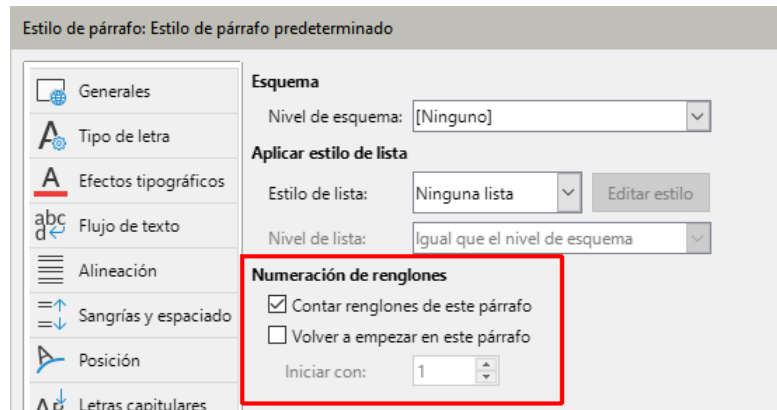 Estilo de párrafo: Estilo de párrafo predeterminado
Generales
Tipo de letra
Efectos tipográficos
Flujo de texto
Alineación
Sangrías y espaciado
Posición
Letras capitulares
Esquema
Nivel de esquema: [Ninguno]
Aplicar estilo de lista
Estilo de lista: Ninguna lista Editar estilo
Nivel de lista: Igual que el nivel de esquema
Numeración de renglones
Contar renglones de este párrafo
Volver a empezar en este párrafo
Iniciar con: 1